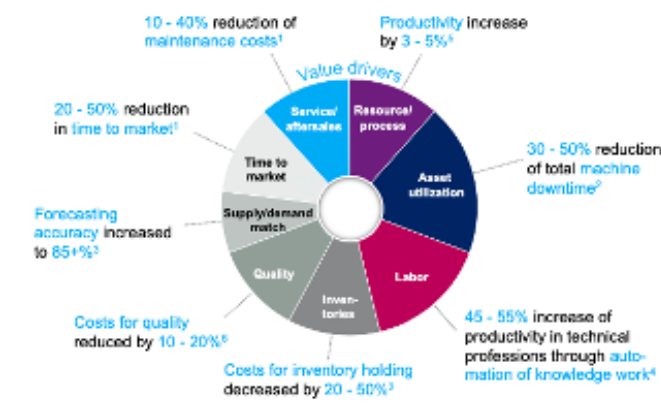 10 - 40% reduction of
maintenance costs¹
Productivity increase
by 3 - 5%⁵
Value drivers
Service/
aftersales
Resource/
process
20 - 50% reduction
in time to market¹
Time to
market
Asset
utilization
30 - 50% reduction
of total machine
downtime²
Forecasting
accuracy increased
to 85+%³
Supply/demand
match
Quality
Inven-
tories
Labor
Costs for quality
reduced by 10 - 20%⁶
Costs for inventory holding
decreased by 20 - 50%³
45 - 55% increase of
productivity in technical
professions through auto-
mation of knowledge work⁴